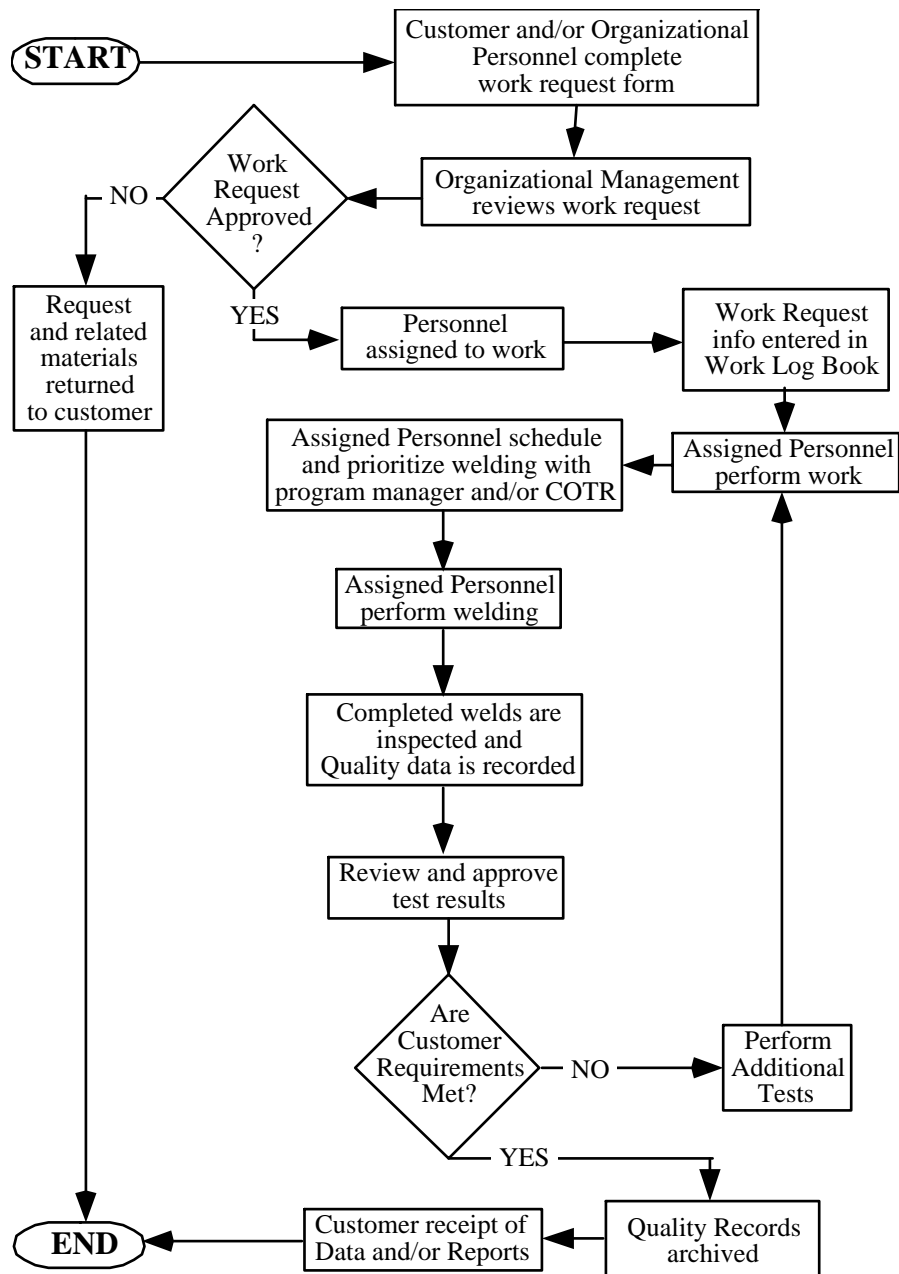 START
Customer and/or Organizational
Personnel complete
work request form
Organizational Management
reviews work request
Work
Request
Approved
?
NO
Request
and related
materials
returned
to customer
YES
Personnel
assigned to work
Work Request
info entered in
Work Log Book
Assigned Personnel
perform work
Assigned Personnel schedule
and prioritize welding with
program manager and/or COTR
Assigned Personnel
perform welding
Completed welds are
inspected and
Quality data is recorded
Review and approve
test results
Are
Customer
Requirements
Met?
NO
Perform
Additional
Tests
YES
Quality Records
archived
Customer receipt of
Data and/or Reports
END